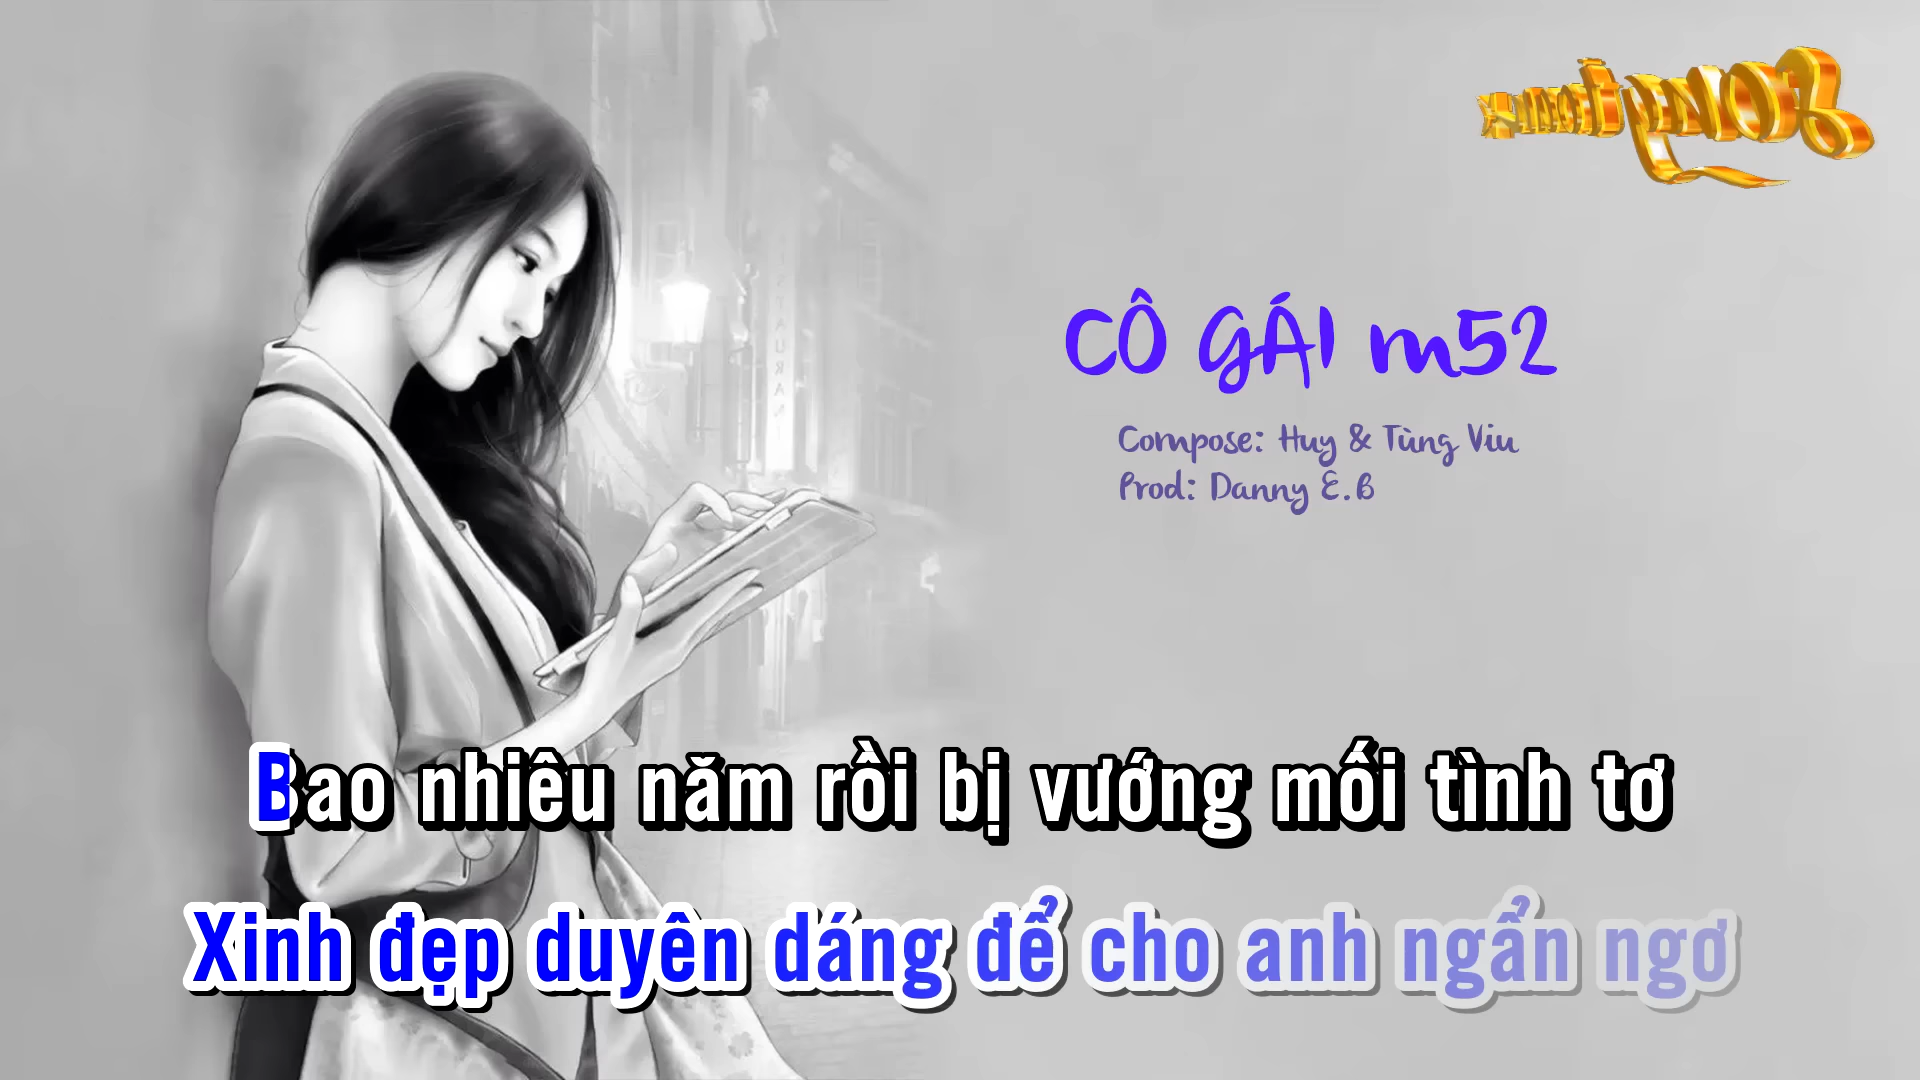 CÔ GÁI m52
Compose: Huy & Tùng Viu
Prod: Danny E.B
Bao nhiêu năm rồi bị vướng mối tình tơ
Xinh đẹp duyên dáng để cho anh ngẩn ngơ